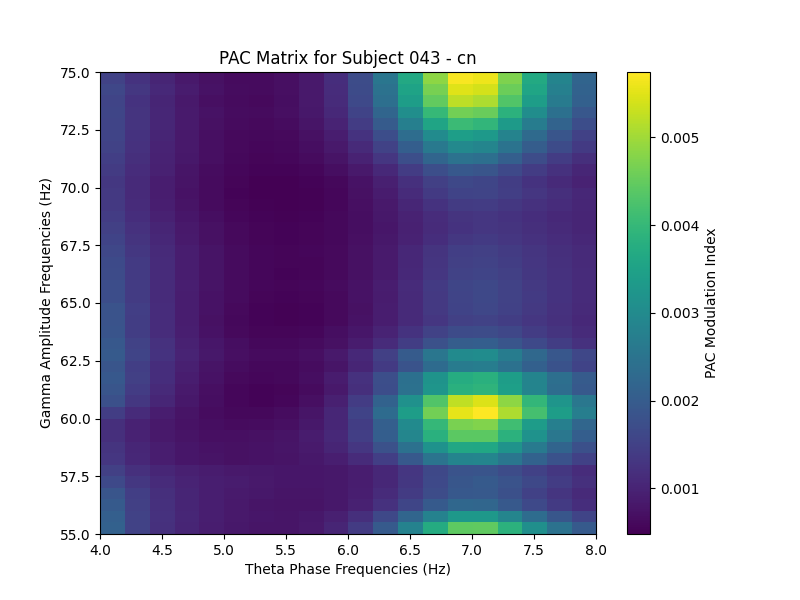 PAC Matrix for Subject 043 - cn
Gamma Amplitude Frequencies (Hz)
75.0
72.5
70.0
67.5
65.0
62.5
60.0
57.5
55.0
4.0 4.5 5.0 5.5 6.0 6.5 7.0 7.5 8.0
Theta Phase Frequencies (Hz)
0.005
0.004
0.003
0.002
0.001
PAC Modulation Index